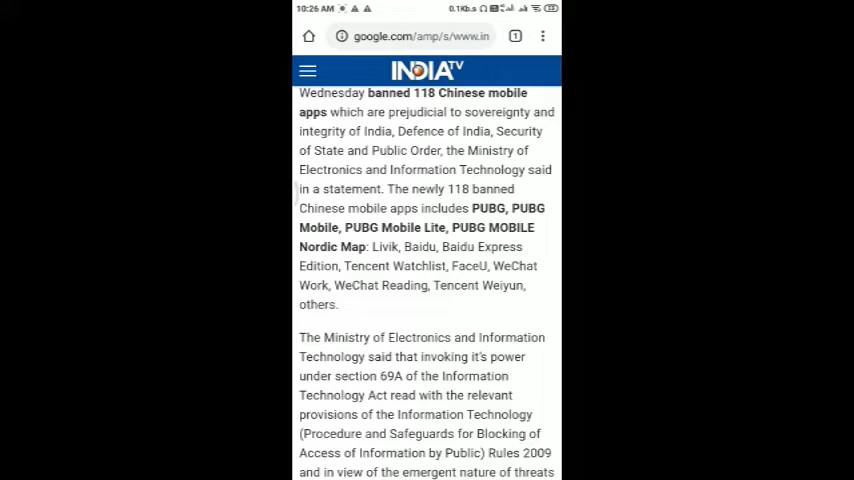 10:26 AM
0.1Kb.s
google.com/amp/s/www.in
1
INDIA TV
Wednesday banned 118 Chinese mobile
apps which are prejudicial to sovereignty and
integrity of India, Defence of India, Security
of State and Public Order, the Ministry of
Electronics and Information Technology said
in a statement. The newly 118 banned
Chinese mobile apps includes PUBG, PUBG
Mobile, PUBG Mobile Lite, PUBG MOBILE
Nordic Map: Livik, Baidu, Baidu Express
Edition, Tencent Watchlist, FaceU, WeChat
Work, WeChat Reading, Tencent Weiyun,
others.
The Ministry of Electronics and Information
Technology said that invoking it's power
under section 69A of the Information
Technology Act read with the relevant
provisions of the Information Technology
(Procedure and Safeguards for Blocking of
Access of Information by Public) Rules 2009
and in view of the emergent nature of threats